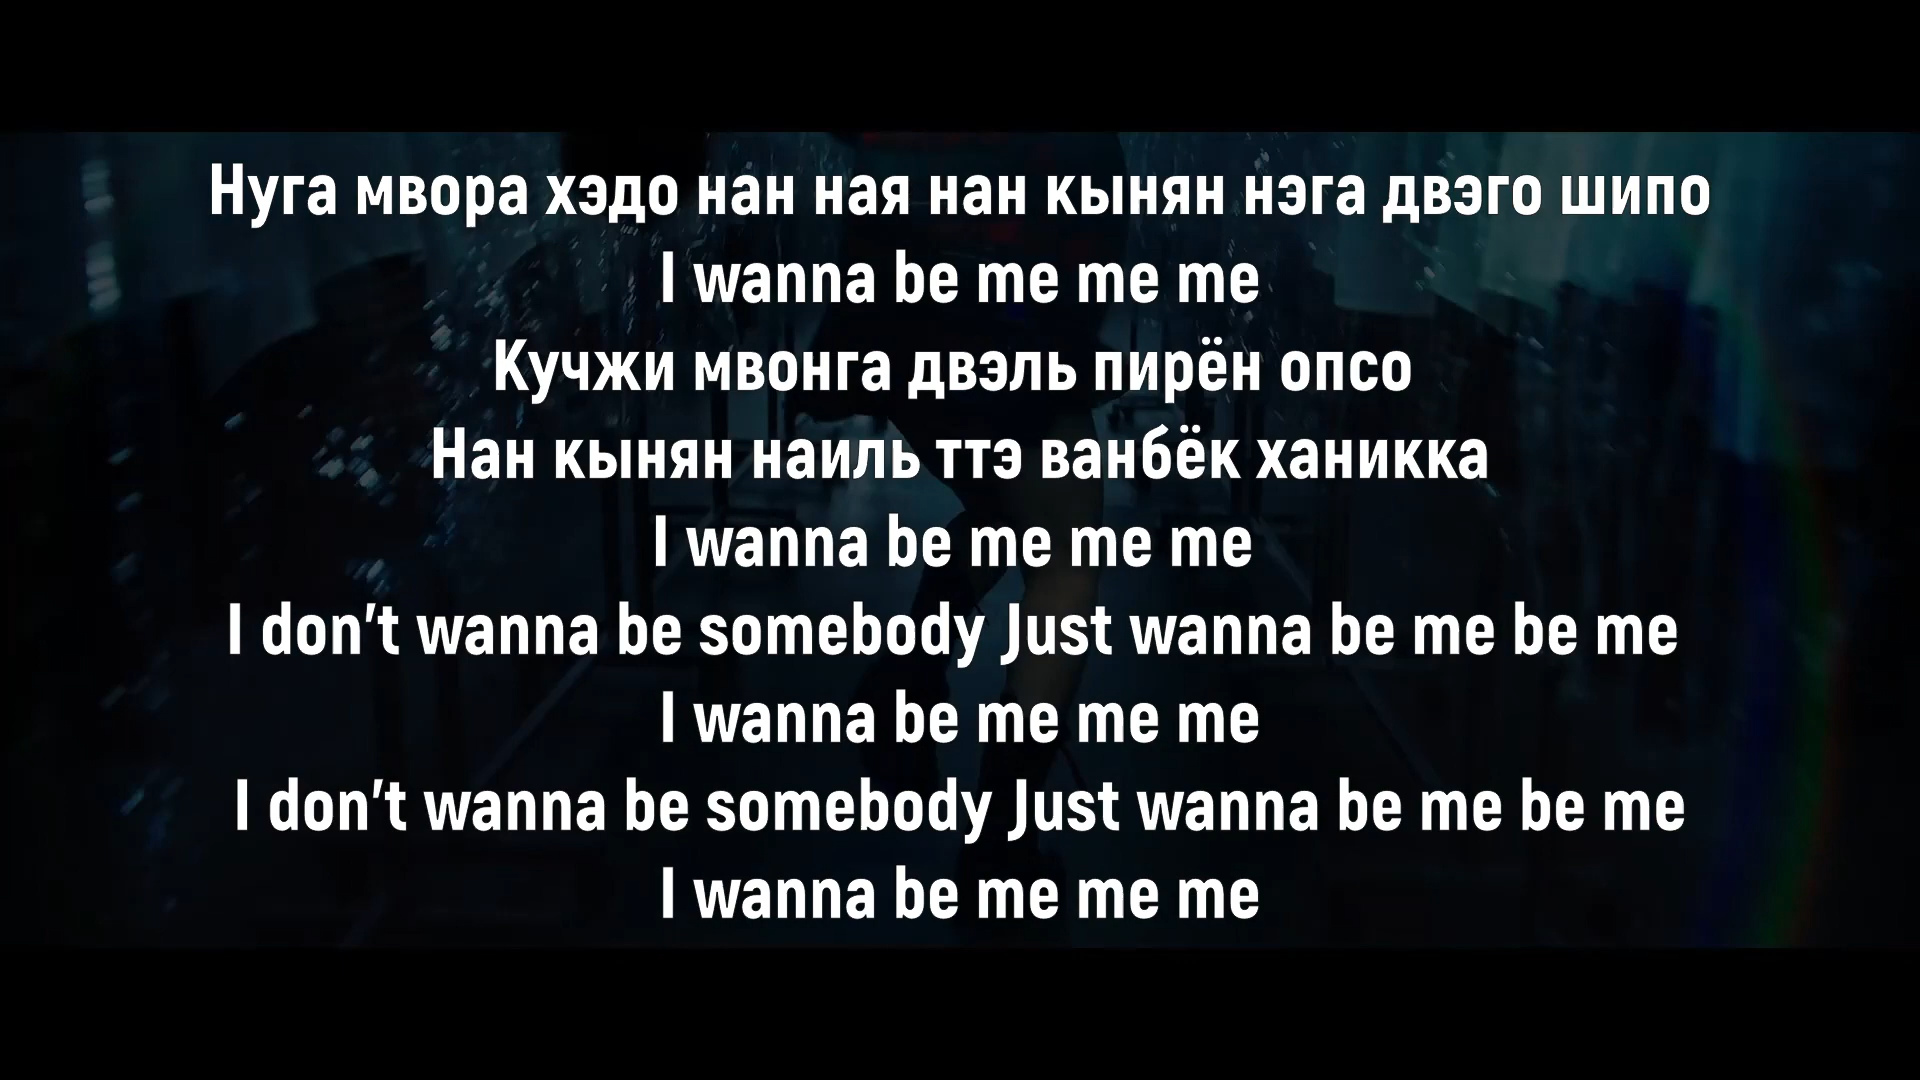 Нуга мвора хэдо нан ная нан кынян нэга двэго шипо
I wanna be me me me
Кучжи мвонга двэль пирён опсо
Нан кынян наиль ттэ ванбёк ханикка
I wanna be me me me
I don't wanna be somebody Just wanna be me be me
I wanna be me me me
I don't wanna be somebody Just wanna be me be me
I wanna be me me me